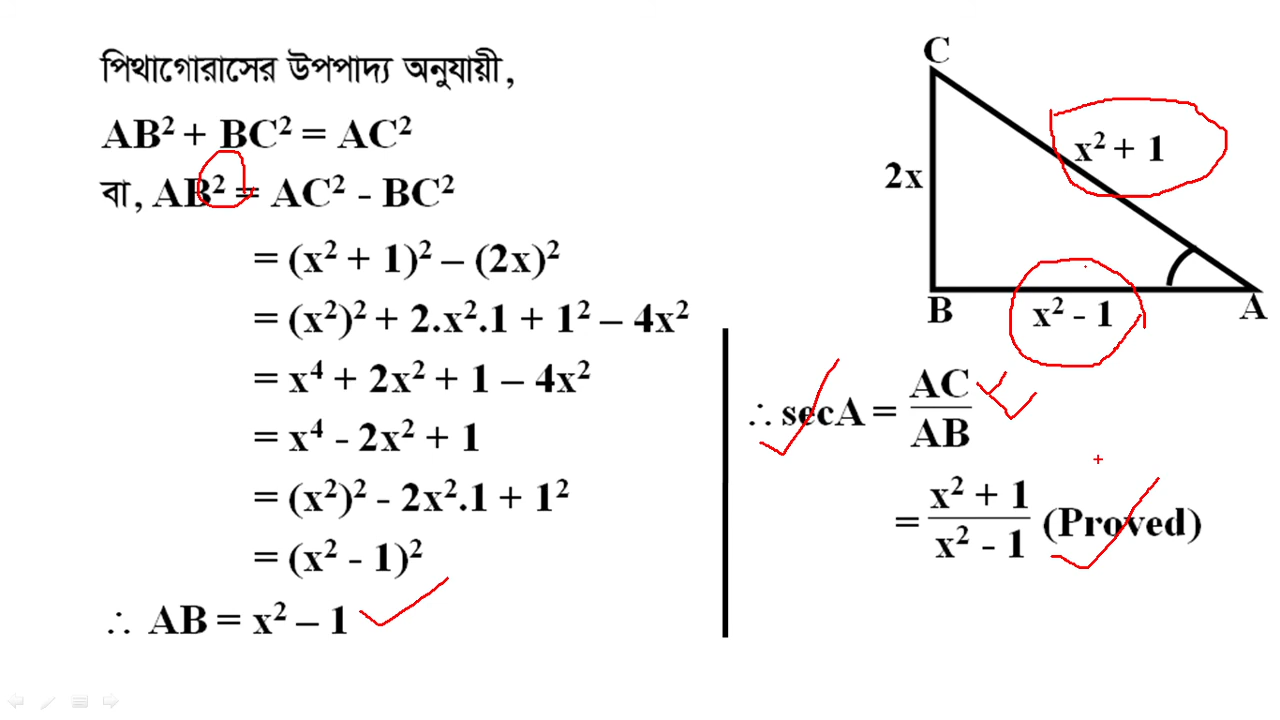 পিথাগোরাসের উপপাদ্য অনুযায়ী,
AB² + BC² = AC²
বা, AB² = AC² - BC²
= (x² + 1)² – (2x)²
= (x²)² + 2.x².1 + 1² – 4x²
= x⁴ + 2x² + 1 – 4x²
= x⁴ - 2x² + 1
= (x²)² - 2x².1 + 1²
= (x² - 1)²
∴ AB = x² – 1
C
x² + 1
2x
B
x² - 1
A
∴ secA = AC/AB
= x² + 1/x² - 1 (Proved)